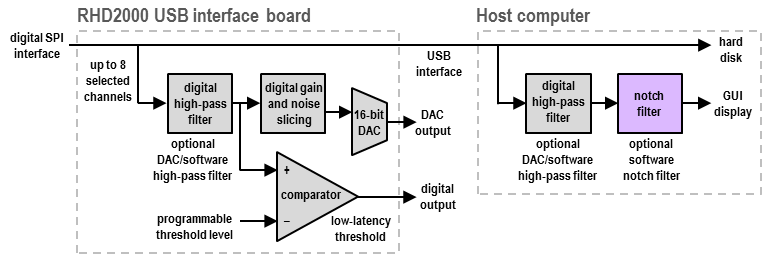 RHD2000 USB interface board
Host computer
digital SPI
interface
up to 8
selected
channels
digital
high-pass
filter
optional
DAC/software
high-pass filter
digital gain
and noise
slicing
16-bit
DAC
DAC
output
+
comparator
–
programmable
threshold level
low-latency
threshold
digital
output
USB
interface
digital
high-pass
filter
optional
DAC/software
high-pass filter
notch
filter
optional
software
notch filter
hard
disk
GUI
display